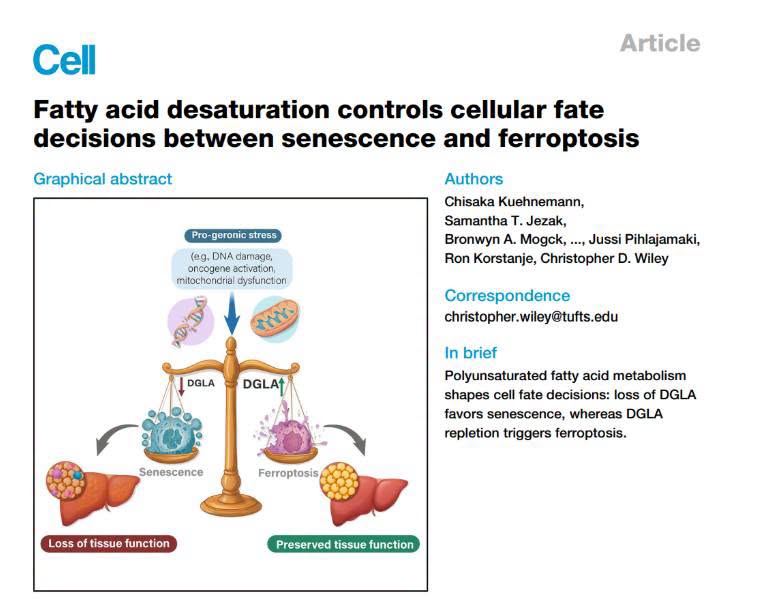 Cell
Article
Fatty acid desaturation controls cellular fate
decisions between senescence and ferroptosis
Graphical abstract
Pro-geronic stress
(e.g., DNA damage,
oncogene activation,
mitochondrial dysfunction
DGLA
DGLA
Senescence
Ferroptosis
Loss of tissue function
Preserved tissue function
Authors
Chisaka Kuehnemann,
Samantha T. Jezak,
Bronwyn A. Mogck, ..., Jussi Pihlajamaki,
Ron Korstanje, Christopher D. Wiley
Correspondence
christopher.wiley@tufts.edu
In brief
Polyunsaturated fatty acid metabolism
shapes cell fate decisions: loss of DGLA
favors senescence, whereas DGLA
repletion triggers ferroptosis.